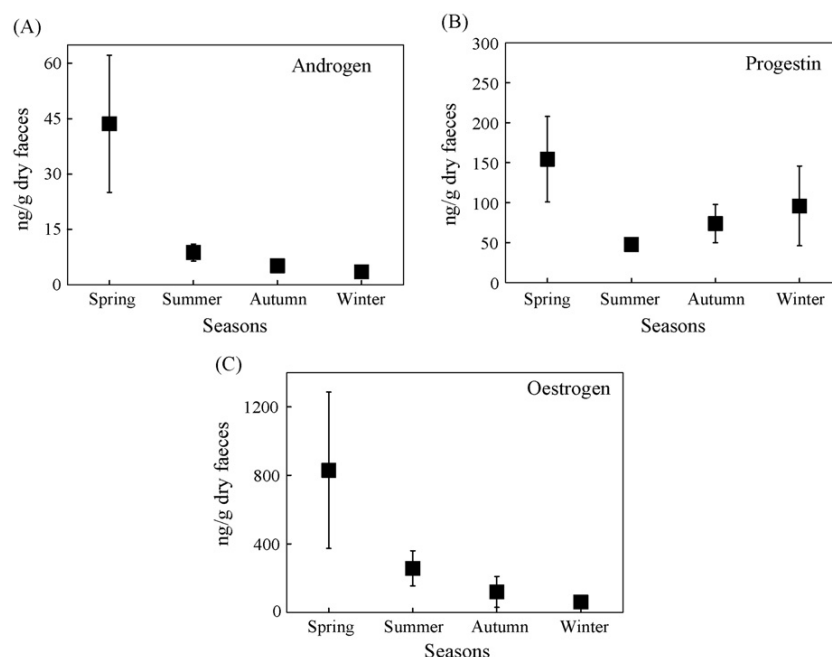 (A)
Androgen
ng/g dry faeces
60
45
30
15
0
Spring Summer Autumn Winter
Seasons
(B)
Progestin
ng/g dry faeces
300
250
200
150
100
50
0
Spring Summer Autumn Winter
Seasons
(C)
Oestrogen
ng/g dry faeces
1200
800
400
0
Spring Summer Autumn Winter
Seasons